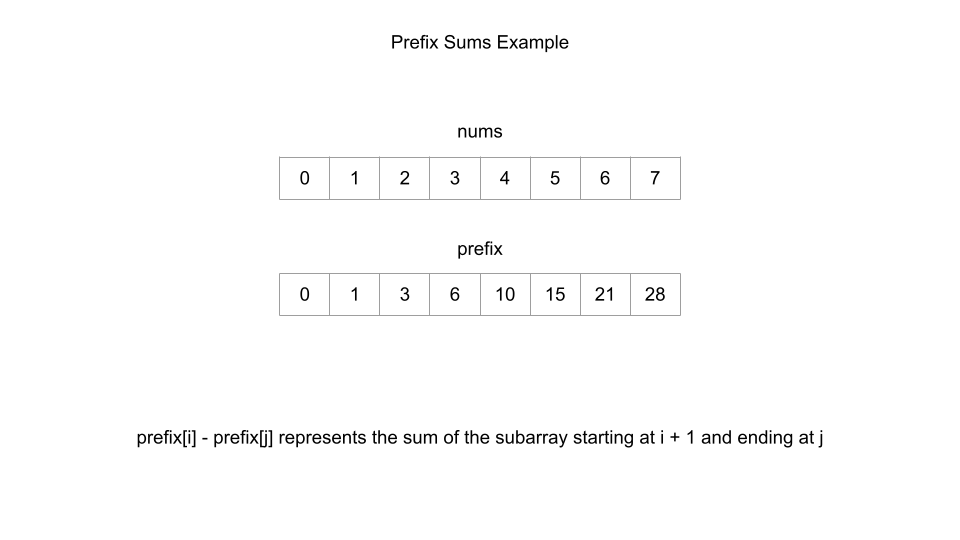 Prefix Sums Example
nums
0 1 2 3 4 5 6 7
prefix
0 1 3 6 10 15 21 28
prefix[i] - prefix[j] represents the sum of the subarray starting at i + 1 and ending at j